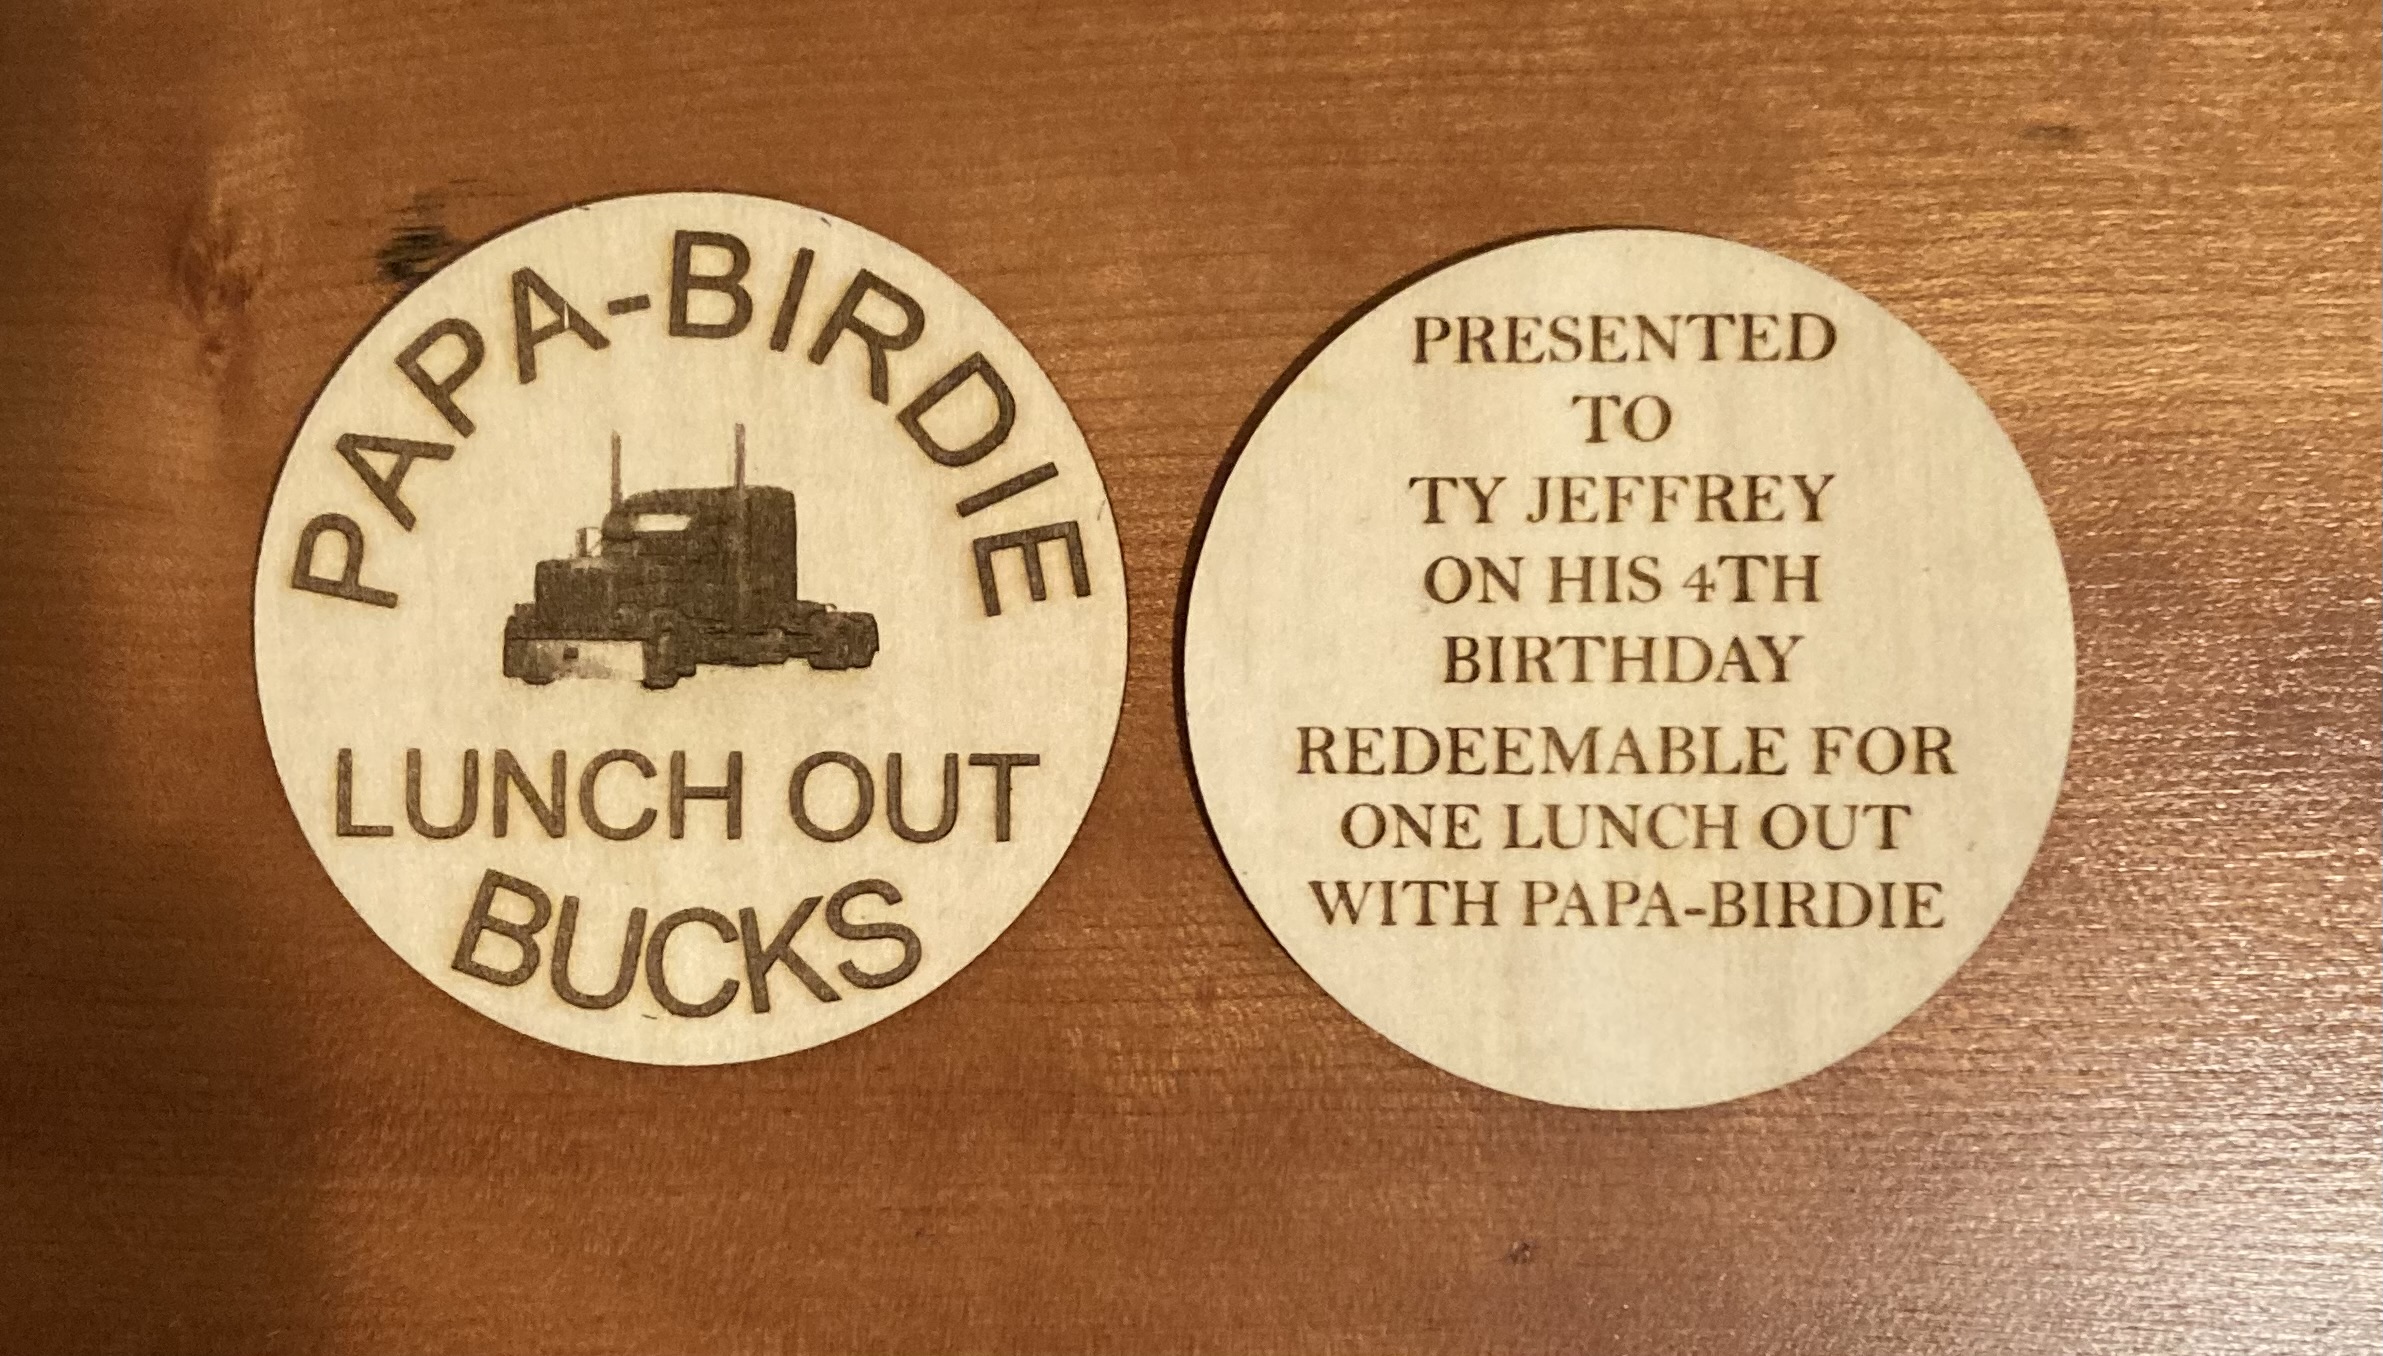 PAPA-BIRDIE
LUNCH OUT
BUCKS
PRESENTED
TO
TY JEFFREY
ON HIS 4TH
BIRTHDAY
REDEEMABLE FOR
ONE LUNCH OUT
WITH PAPA-BIRDIE